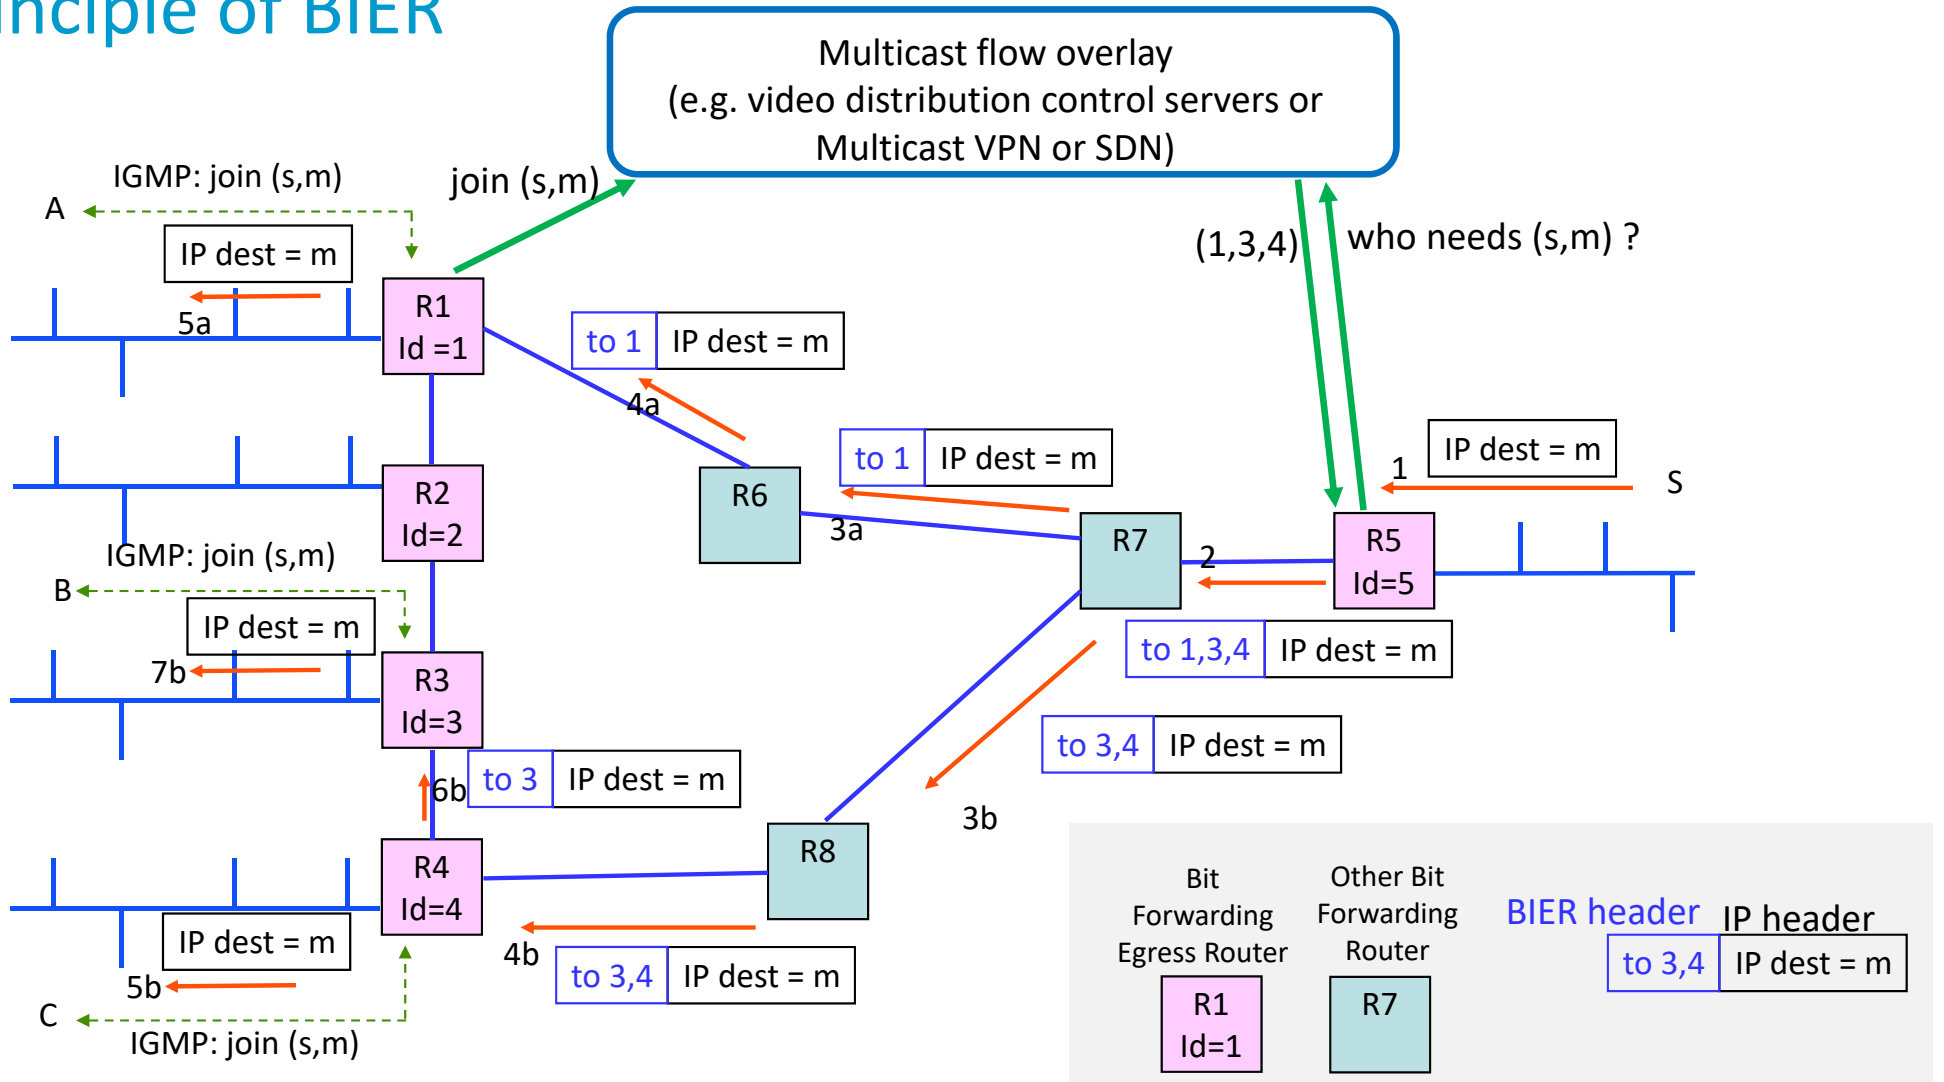 nciple of BIER
Multicast flow overlay
(e.g. video distribution control servers or
Multicast VPN or SDN)
IGMP: join (s,m)
join (s,m)
A
IP dest = m
(1,3,4)
who needs (s,m) ?
5a
R1
Id =1
to 1 IP dest = m
4a
to 1 IP dest = m
IP dest = m
1
S
R6
3a
R2
Id=2
R7
2
R5
Id=5
IGMP: join (s,m)
B
IP dest = m
to 1,3,4 IP dest = m
7b
R3
Id=3
to 3,4 IP dest = m
6b
to 3 IP dest = m
3b
R8
R4
Id=4
IP dest = m
4b
to 3,4 IP dest = m
5b
C
IGMP: join (s,m)
Bit
Forwarding
Egress Router
R1
Id=1
Other Bit
Forwarding
Router
R7
BIER header IP header
to 3,4 IP dest = m